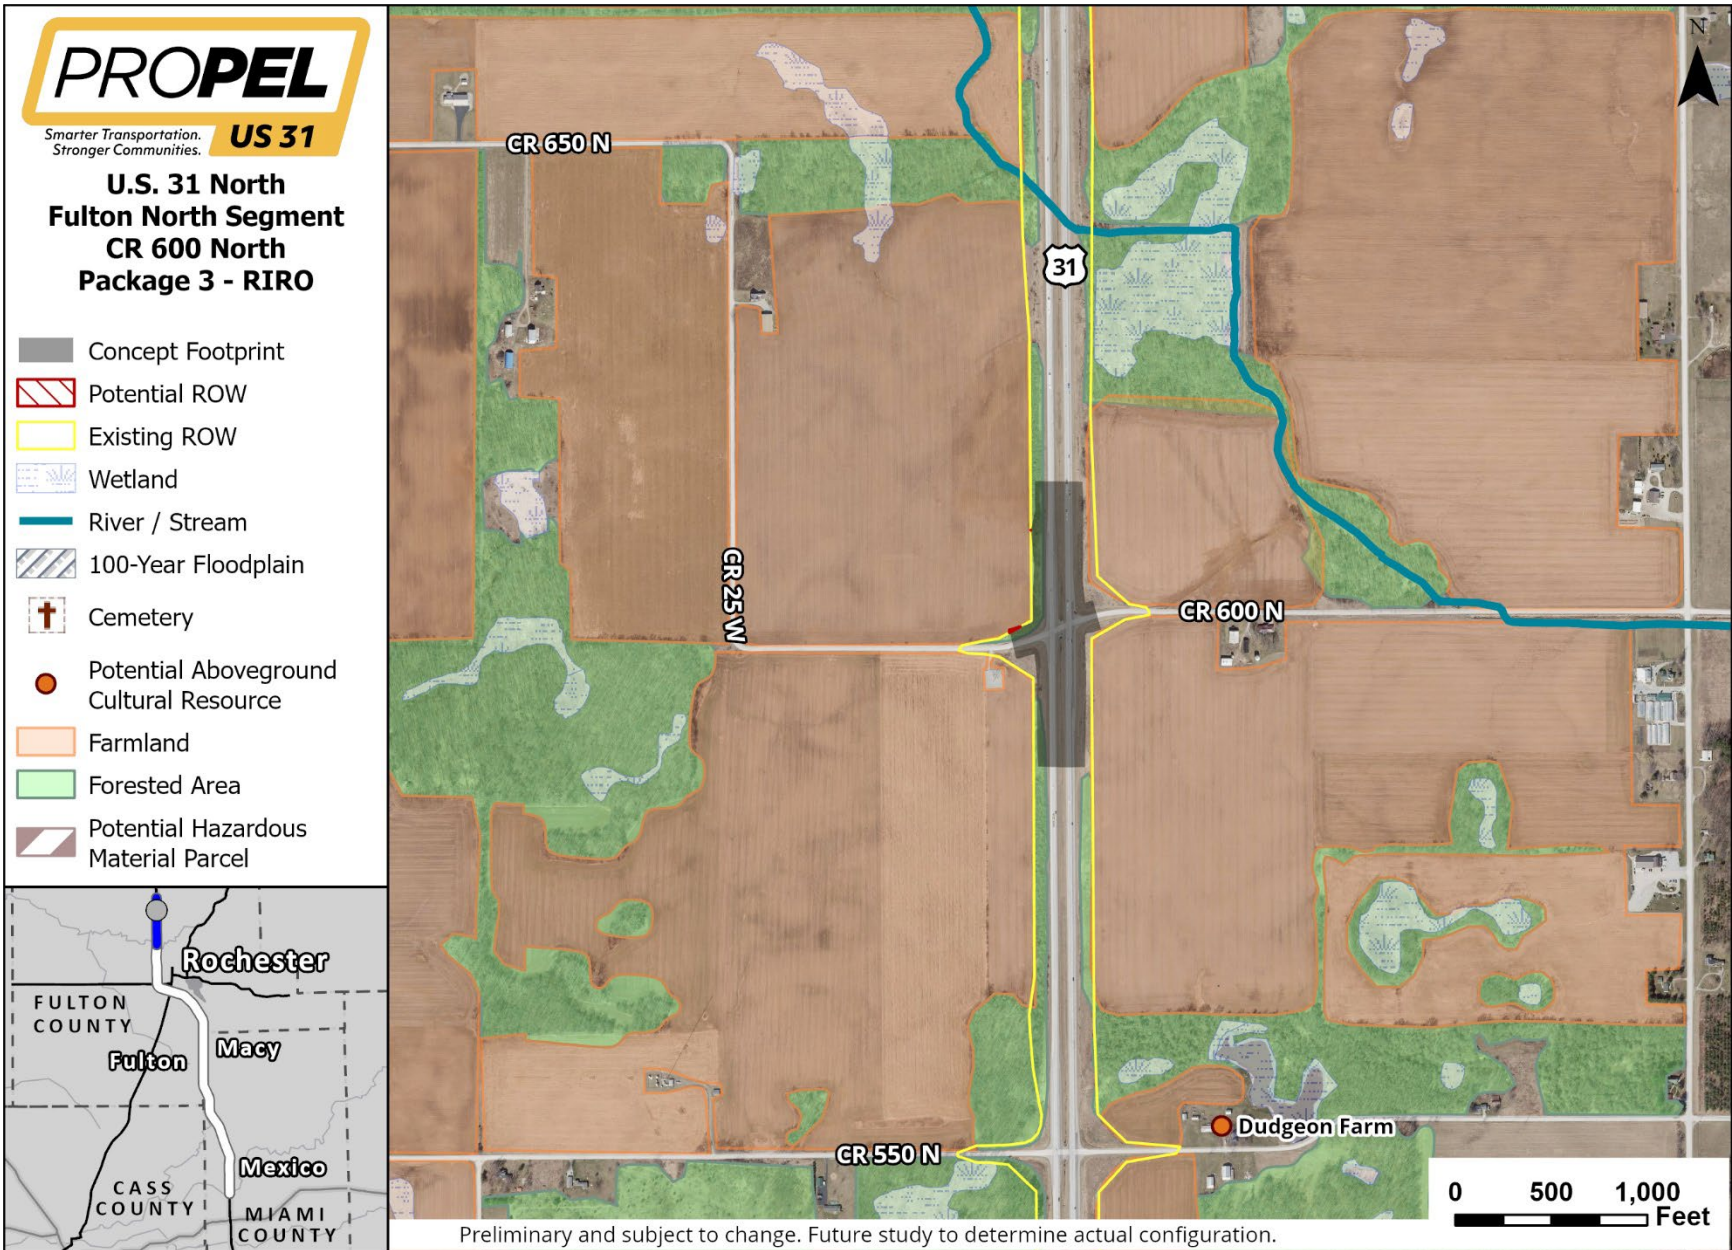 PROPEL
Smarter Transportation.
Stronger Communities.
US 31
U.S. 31 North
Fulton North Segment
CR 600 North
Package 3 - RIRO
Concept Footprint
Potential ROW
Existing ROW
Wetland
River / Stream
100-Year Floodplain
Cemetery
Potential Aboveground
Cultural Resource
Farmland
Forested Area
Potential Hazardous
Material Parcel
Rochester
FULTON
COUNTY
Fulton
Macy
Mexico
CASS
COUNTY
MIAMI
COUNTY
N
CR 650 N
31
CR 25 W
CR 600 N
Dudgeon Farm
CR 550 N
0 500 1,000
Feet
Preliminary and subject to change. Future study to determine actual configuration.